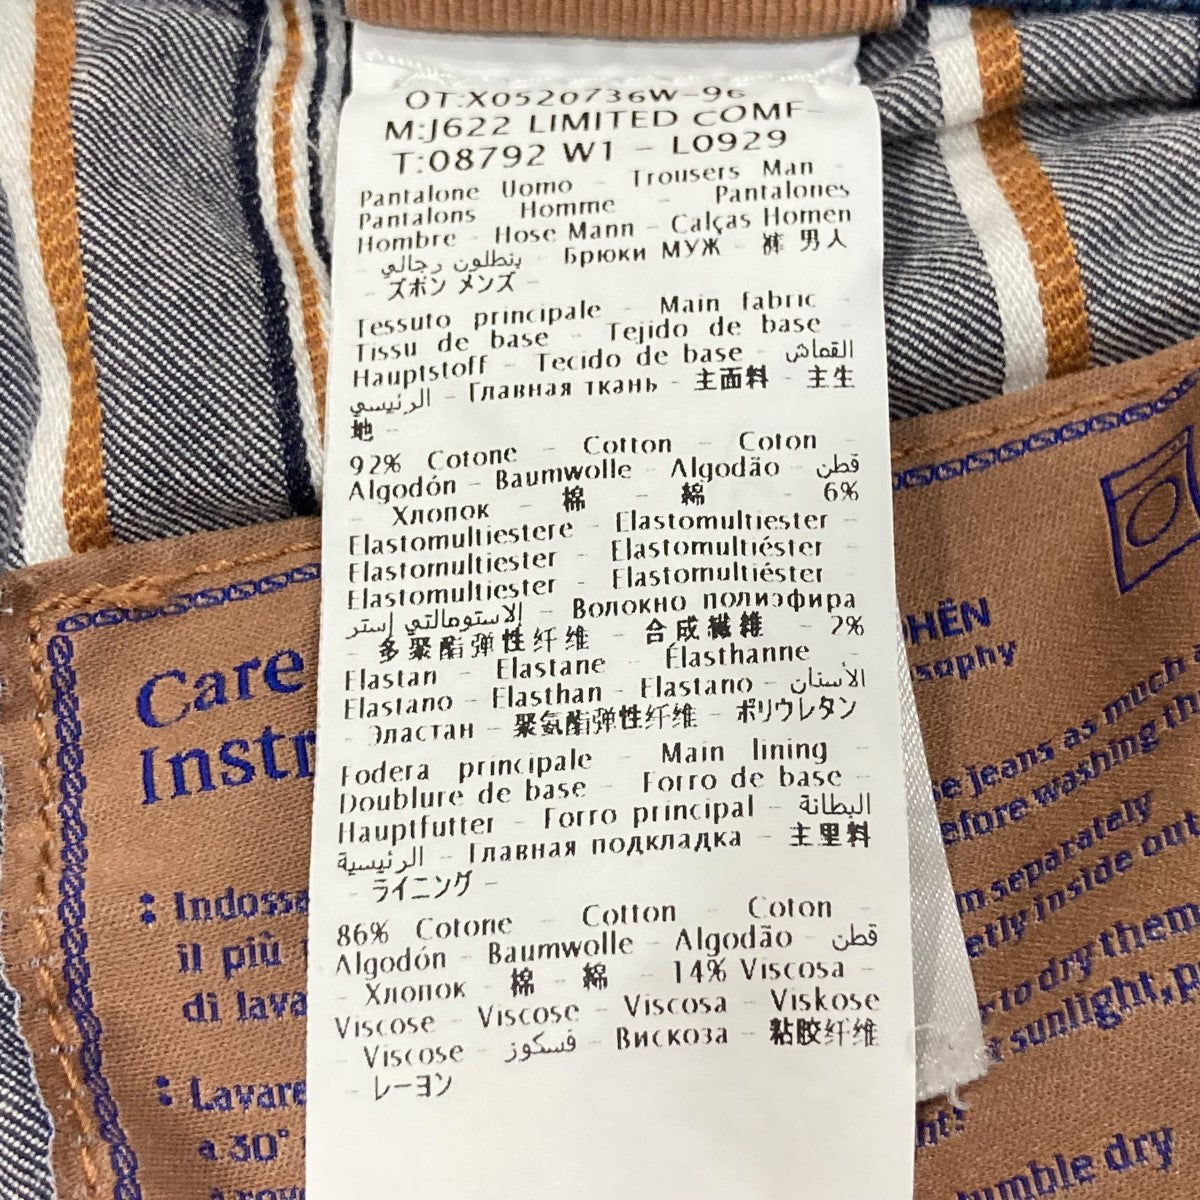 OT:X0520736W-96
M:J622 LIMITED COMF-
T:08792 W1 - L0929
Pantalone Uomo - Trousers Man -
Pantalons Homme - Pantalones
Hombre - Hose Mann - Calças Homen
- بنطلون رجالي - Брюки МУЖ - 裤 男人
- ズボン メンズ -
Tessuto principale - Main fabric -
Tissu de base - Tejido de base -
Hauptstoff - Tecido de base - القماش
الرئيسي - Главная ткань - 主面料 - 主生
地 -
92% Cotone - Cotton - Coton -
Algodón - Baumwolle - Algodão - قطن
- Хлопок - 棉 - 綿 - 6%
Elastomultiestere - Elastomultiester -
Elastomultiester - Elastomultiéster -
Elastomultiester - Elastomultiéster -
الاستومالتي إستر - Волокно полиэфира
- 多聚酯弹性纤维 - 合成繊維 - 2%
Elastan - Elastane - Élasthanne -
Elastano - Elasthan - Elastano - الأستان
- Эластан - 聚氨酯弹性纤维 - ポリウレタン
Fodera principale - Main lining -
Doublure de base - Forro de base -
Hauptfutter - Forro principal - البطانة
الرئيسية - Главная подкладка - 主里料
- ライニング -
86% Cotone - Cotton - Coton -
Algodón - Baumwolle - Algodão - قطن
- Хлопок - 棉 - 綿 - 14% Viscosa -
Viscose - Viscose - Viscosa - Viskose
- Viscose - فسكوز - Вискоза - 粘胶纤维
- レーヨン
Care
Instr
: Indossa
il più
di lava
: Lavare
a 30°
HËN
sophy
e jeans as much a
efore washing the
m separately
etly inside out
r to dry them
sunlight,
nt!
umble dry